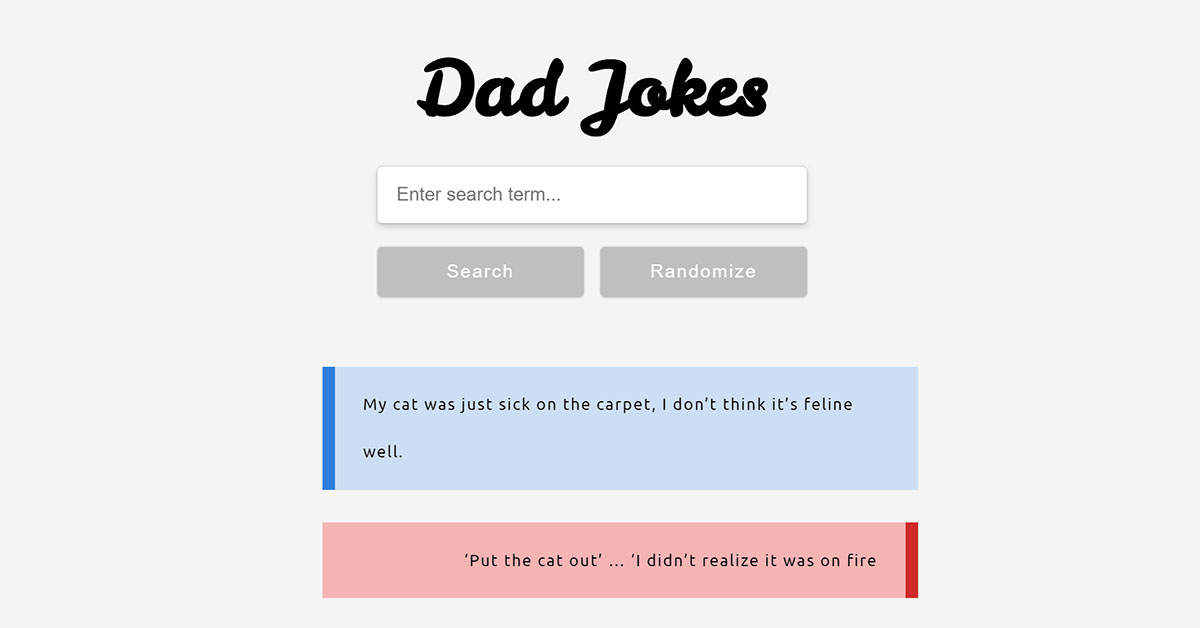 Dad Jokes
Enter search term...
Search
Randomize
My cat was just sick on the carpet, I don’t think it’s feline
well.
‘Put the cat out’ … ‘I didn’t realize it was on fire